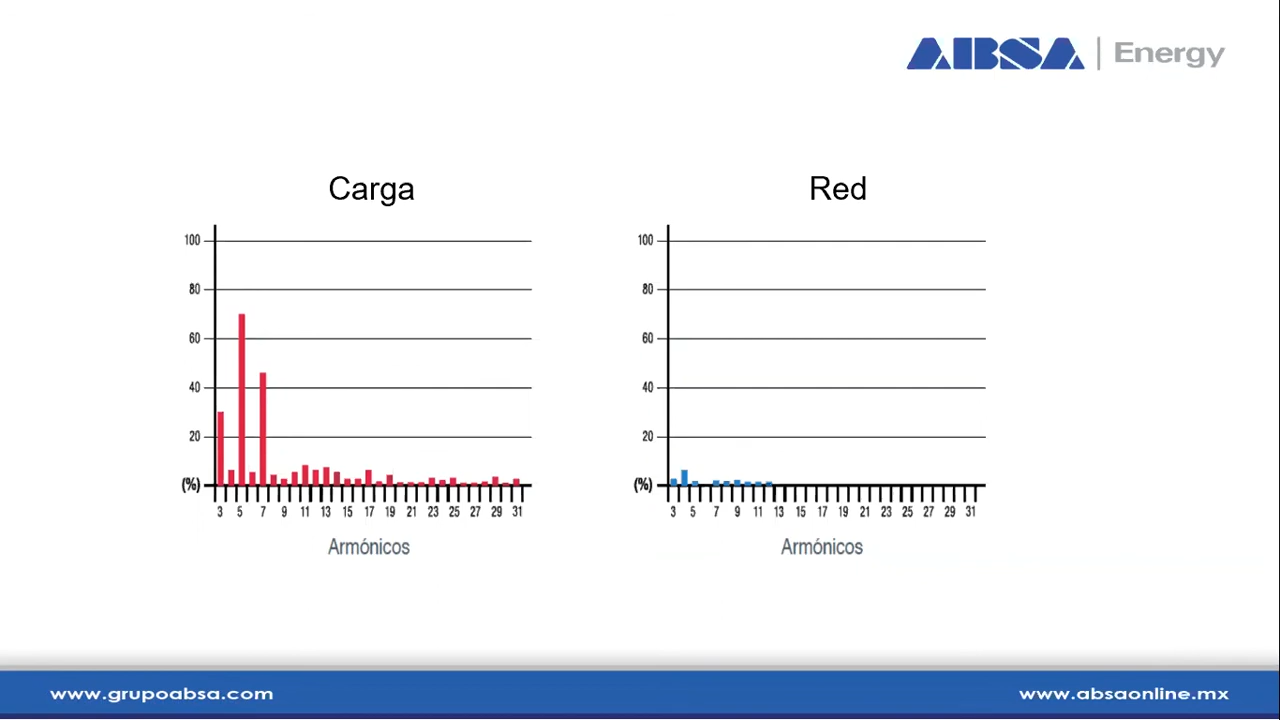 ABSA | Energy
Carga
100
80
60
40
20
(%)
3 5 7 9 11 13 15 17 19 21 23 25 27 29 31
Armónicos
Red
100
80
60
40
20
(%)
3 5 7 9 11 13 15 17 19 21 23 25 27 29 31
Armónicos
www.grupoabsa.com
www.absaonline.mx